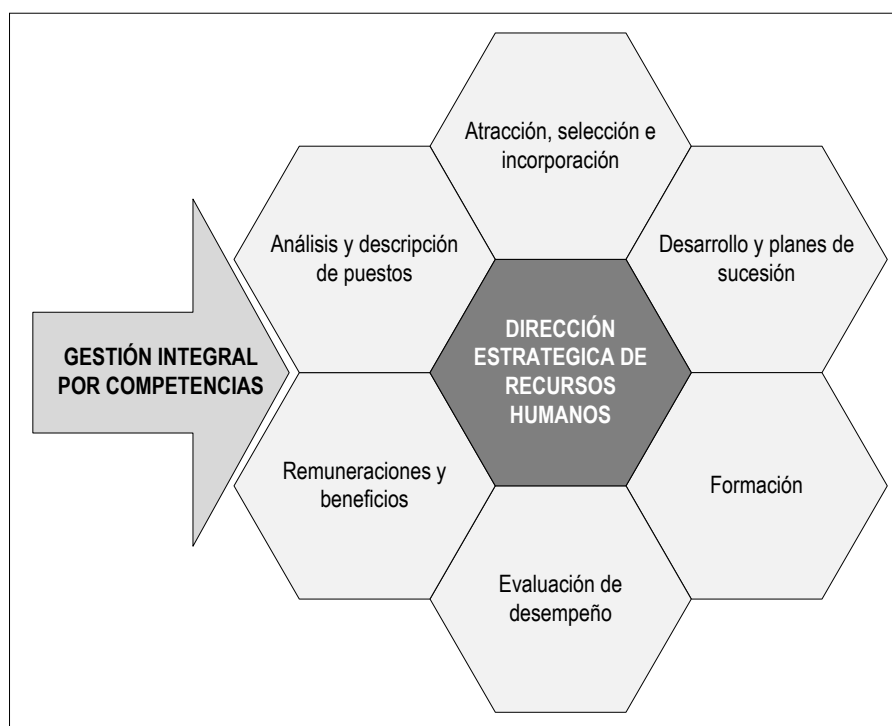 Atracción, selección e
incorporación
Análisis y descripción
de puestos
Desarrollo y planes de
sucesión
DIRECCIÓN
ESTRATEGICA DE
RECURSOS
HUMANOS
GESTIÓN INTEGRAL
POR COMPETENCIAS
Remuneraciones y
beneficios
Formación
Evaluación de
desempeño